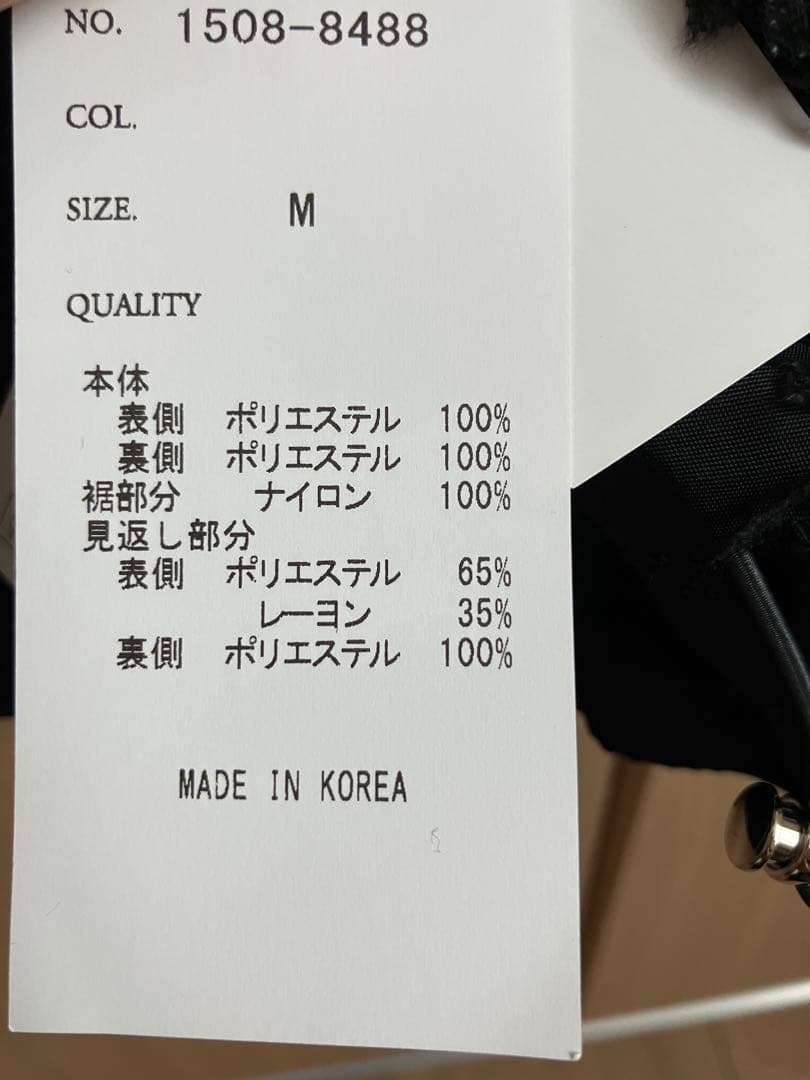 NO. 1508-8488
COL.
SIZE. M
QUALITY
本体
表側 ポリエステル 100%
裏側 ポリエステル 100%
裾部分 ナイロン 100%
見返し部分
表側 ポリエステル 65%
レーヨン 35%
裏側 ポリエステル 100%
MADE IN KOREA